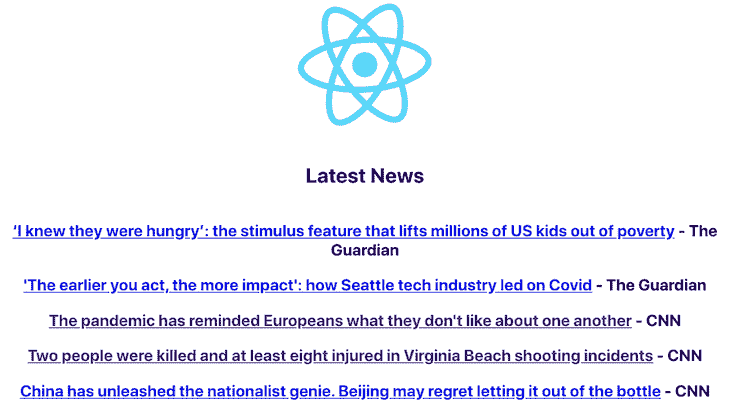 Latest News
‘I knew they were hungry’: the stimulus feature that lifts millions of US kids out of poverty - The
Guardian
'The earlier you act, the more impact': how Seattle tech industry led on Covid - The Guardian
The pandemic has reminded Europeans what they don't like about one another - CNN
Two people were killed and at least eight injured in Virginia Beach shooting incidents - CNN
China has unleashed the nationalist genie. Beijing may regret letting it out of the bottle - CNN